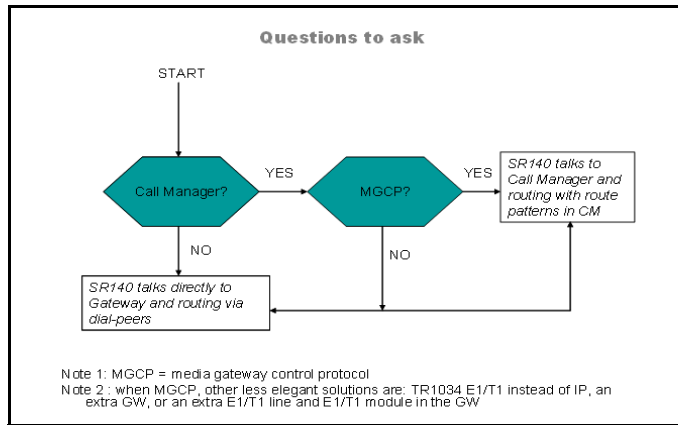 Questions to ask
START
Call Manager?
YES
MGCP?
YES
SR140 talks to
Call Manager and
routing with route
patterns in CM
NO
NO
SR140 talks directly to
Gateway and routing via
dial-peers
Note 1: MGCP = media gateway control protocol
Note 2 : when MGCP, other less elegant solutions are: TR1034 E1/T1 instead of IP, an
extra GW, or an extra E1/T1 line and E1/T1 module in the GW